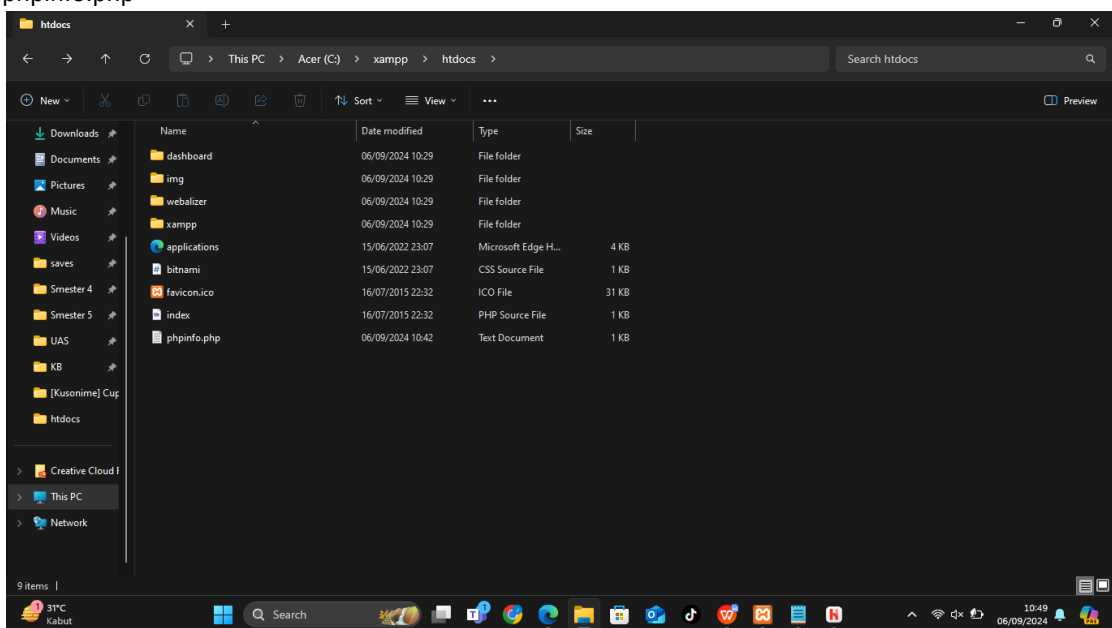 phpinfo.php
htdocs
This PC > Acer (C:) > xampp > htdocs >
Search htdocs
New
Sort
View
Preview
Name Date modified Type Size
Downloads
Documents
Pictures
Music
Videos
saves
Smester 4
Smester 5
UAS
KB
[Kusonime] Cup
htdocs
Creative Cloud F
This PC
Network
dashboard 06/09/2024 10:29 File folder
img 06/09/2024 10:29 File folder
webalizer 06/09/2024 10:29 File folder
xampp 06/09/2024 10:29 File folder
applications 15/06/2022 23:07 Microsoft Edge H... 4 KB
bitnami 15/06/2022 23:07 CSS Source File 1 KB
favicon.ico 16/07/2015 22:32 ICO File 31 KB
index 16/07/2015 22:32 PHP Source File 1 KB
phpinfo.php 06/09/2024 10:42 Text Document 1 KB
9 items
1
31°C
Kabut
Search
10:49
06/09/2024